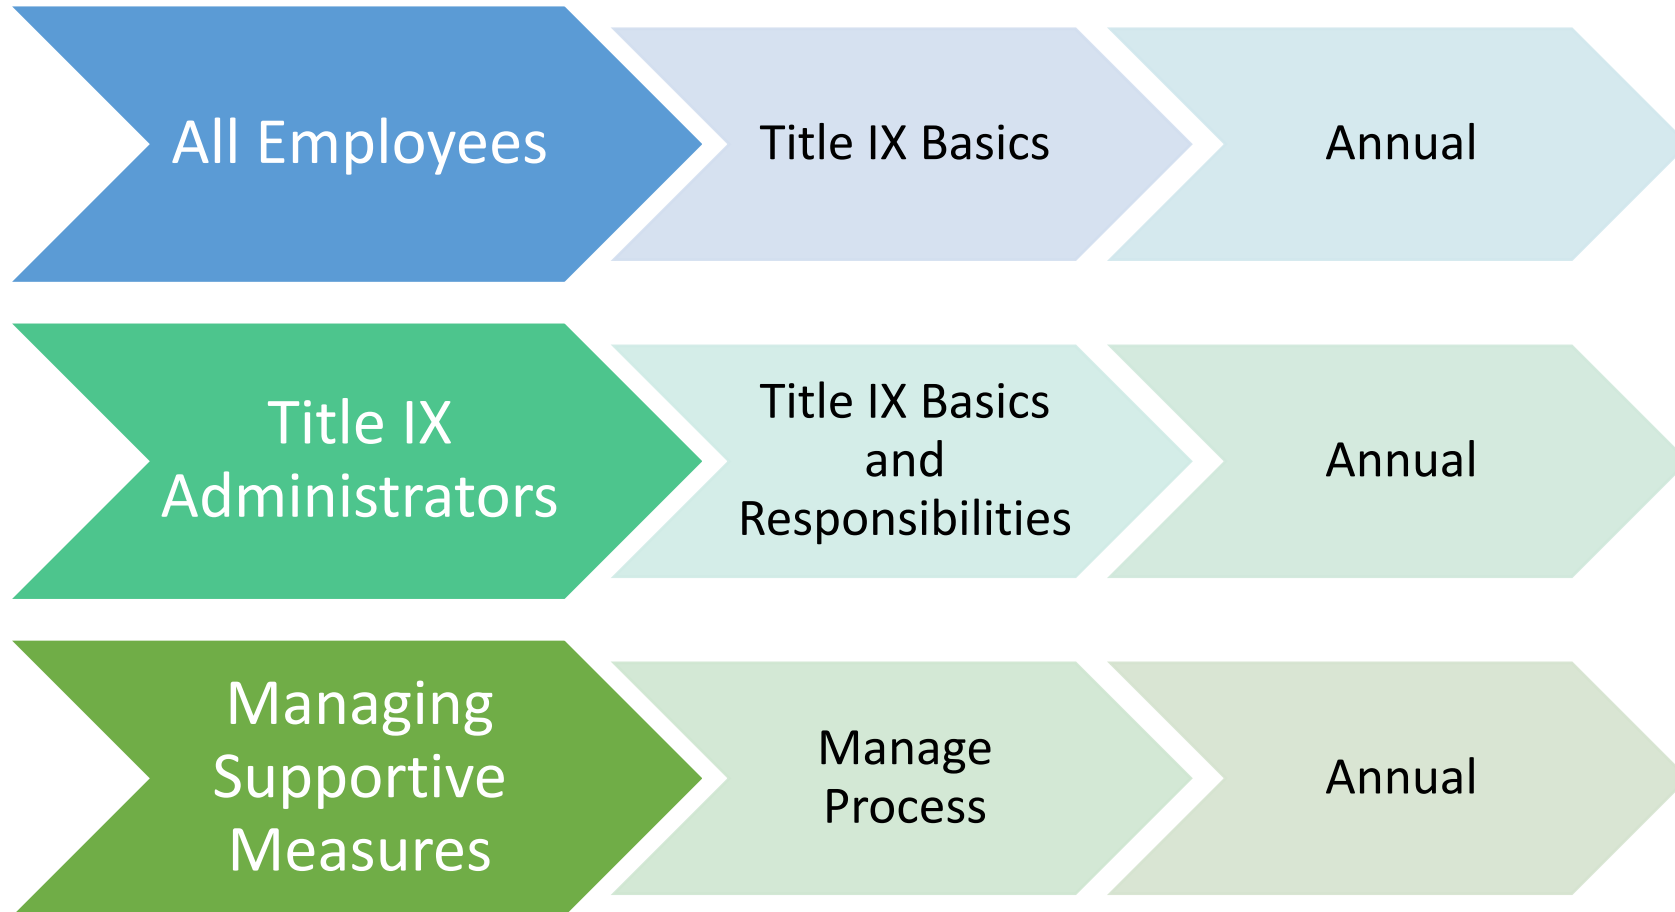 All Employees
Title IX Basics
Annual
Title IX
Administrators
Title IX Basics
and
Responsibilities
Annual
Managing
Supportive
Measures
Manage
Process
Annual